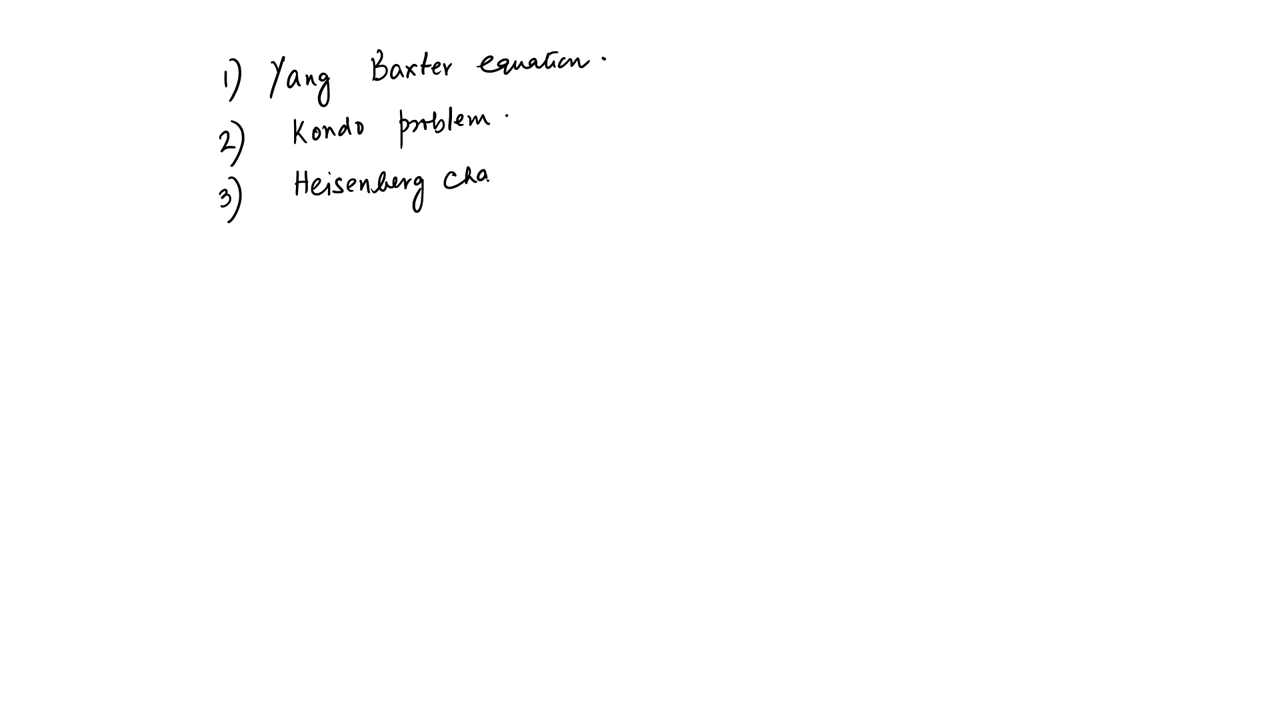 1) Yang Baxter equation.
2) Kondo problem.
3) Heisenberg cha